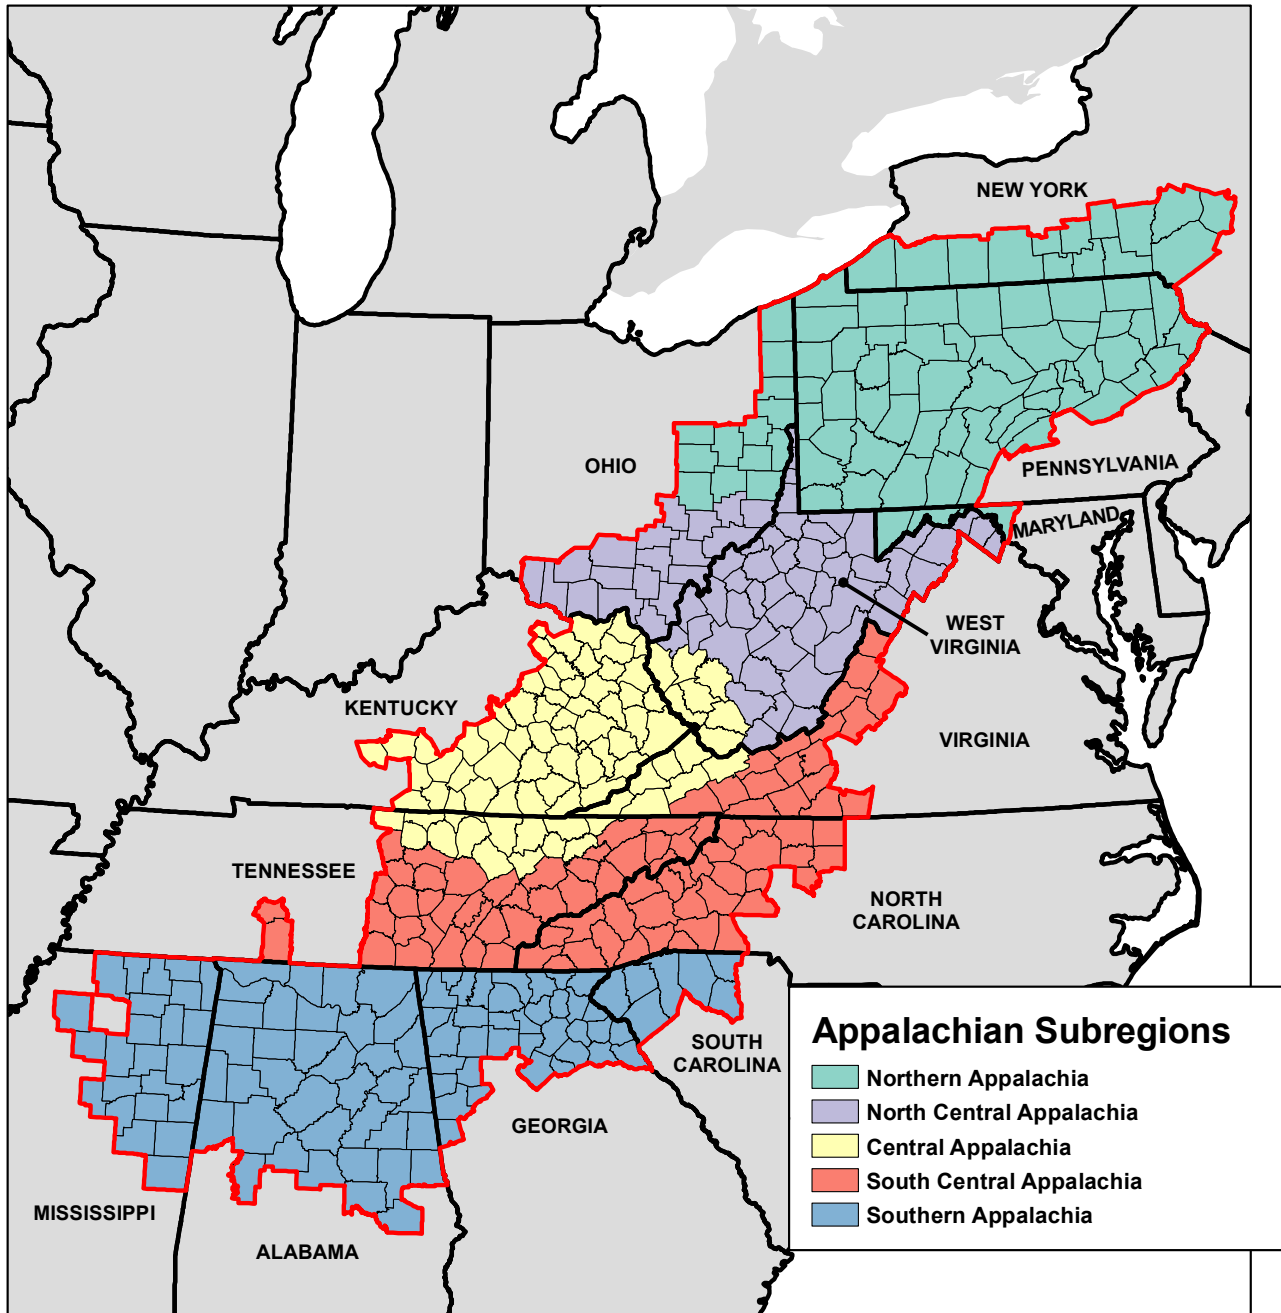 NEW YORK
OHIO
PENNSYLVANIA
MARYLAND
WEST
VIRGINIA
KENTUCKY
VIRGINIA
TENNESSEE
NORTH
CAROLINA
SOUTH
CAROLINA
GEORGIA
MISSISSIPPI
ALABAMA
Appalachian Subregions
Northern Appalachia
North Central Appalachia
Central Appalachia
South Central Appalachia
Southern Appalachia